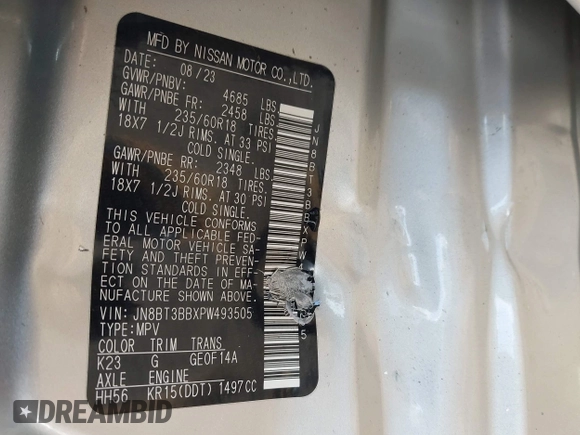 MFD BY NISSAN MOTOR CO.,LTD.
DATE: 08/23
GVWR/PNBV: 4685 LBS
GAWR/PNBE FR: 2458 LBS
WITH 235/60R18 TIRES
18X7 1/2J RIMS. AT 33 PSI
COLD SINGLE.
GAWR/PNBE RR: 2348 LBS
WITH 235/60R18 TIRES.
18X7 1/2J RIMS. AT 30 PSI
COLD SINGLE.
THIS VEHICLE CONFORMS
TO ALL APPLICABLE FED-
ERAL MOTOR VEHICLE SA-
FETY AND THEFT PREVEN-
TION STANDARDS IN EFF-
ECT ON THE DATE OF MA-
NUFACTURE SHOWN ABOVE.
VIN: JN8BT3BBXPW493505
TYPE:MPV
COLOR TRIM TRANS
K23 G GEOF14A
AXLE ENGINE
HH56 KR15(DDT) 1497CC
DREAMBID